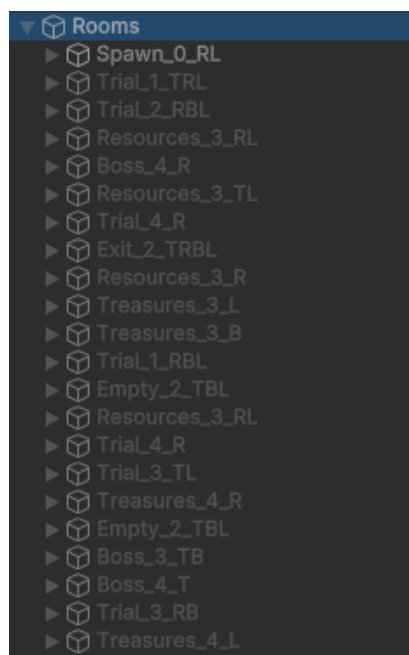 Rooms
Spawn_0_RL
Trial_1_TRL
Trial_2_RBL
Resources_3_RL
Boss_4_R
Resources_3_TL
Trial_4_R
Exit_2_TRBL
Resources_3_R
Treasures_3_L
Treasures_3_B
Trial_1_RBL
Empty_2_TBL
Resources_3_RL
Trial_4_R
Trial_3_TL
Treasures_4_R
Empty_2_TBL
Boss_3_TB
Boss_4_T
Trial_3_RB
Treasures_4_L